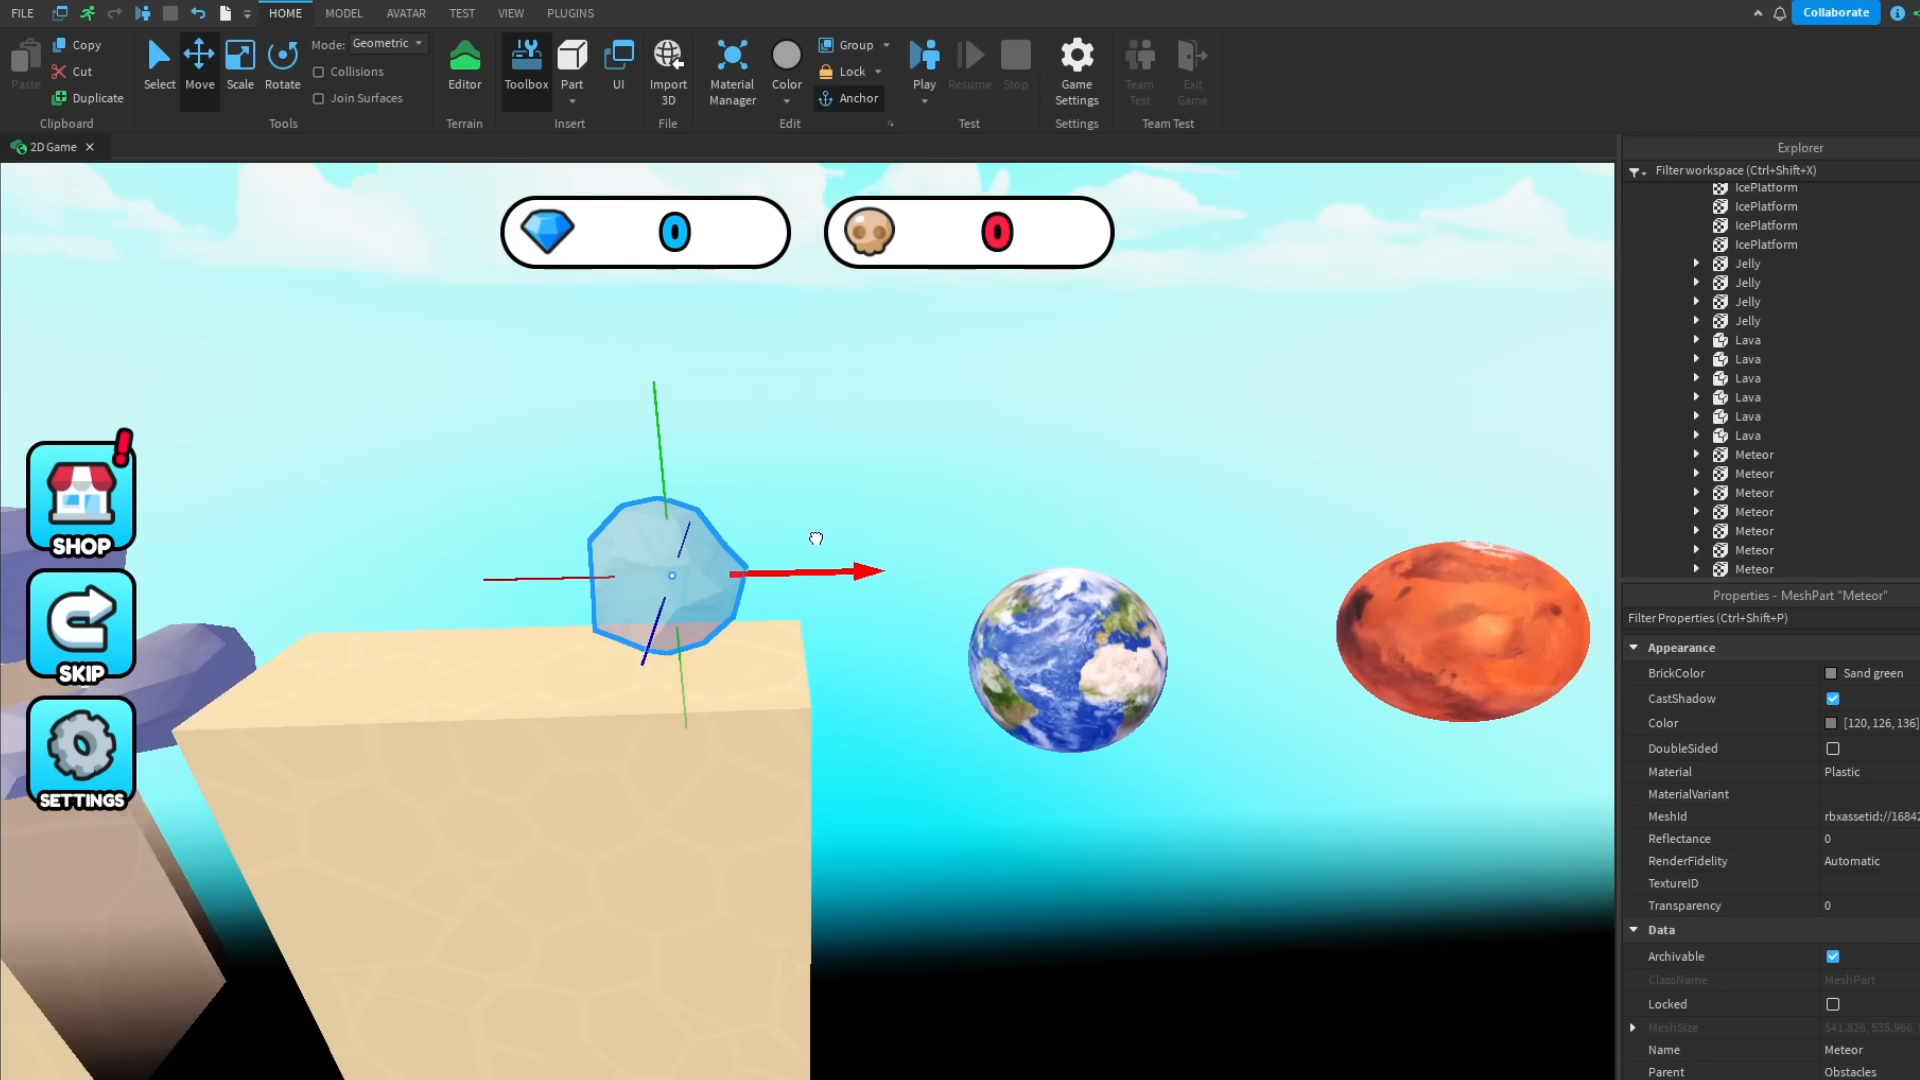 FILE
HOME
MODEL
AVATAR
TEST
VIEW
PLUGINS
Collaborate
Paste
Copy
Cut
Duplicate
Clipboard
Select
Move
Scale
Rotate
Mode: Geometric
Collisions
Join Surfaces
Tools
Editor
Terrain
Toolbox
Part
UI
Insert
Import
3D
File
Material
Manager
Color
Group
Lock
Anchor
Edit
Play
Resume
Stop
Test
Game
Settings
Settings
Team
Test
Exit
Game
Team Test
2D Game
0
0
SHOP
SKIP
SETTINGS
Explorer
Filter workspace (Ctrl+Shift+X)
IcePlatform
IcePlatform
IcePlatform
IcePlatform
Jelly
Jelly
Jelly
Jelly
Lava
Lava
Lava
Lava
Lava
Lava
Meteor
Meteor
Meteor
Meteor
Meteor
Meteor
Meteor
Properties - MeshPart "Meteor"
Filter Properties (Ctrl+Shift+P)
Appearance
BrickColor Sand green
CastShadow
Color [120, 126, 136]
DoubleSided
Material Plastic
MaterialVariant
MeshId rbxassetid://16842
Reflectance 0
RenderFidelity Automatic
TextureID
Transparency 0
Data
Archivable
ClassName MeshPart
Locked
MeshSize 541.826, 535.966,
Name Meteor
Parent Obstacles